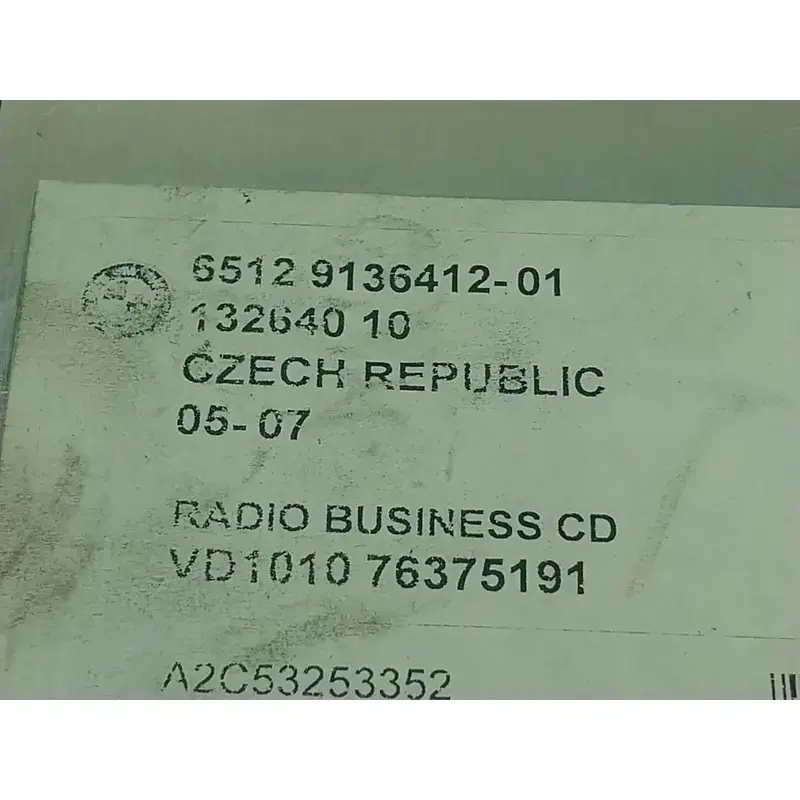 6512 9136412-01
132640 10
CZECH REPUBLIC
05-07
RADIO BUSINESS CD
VD1010 76375191
A2C53253352